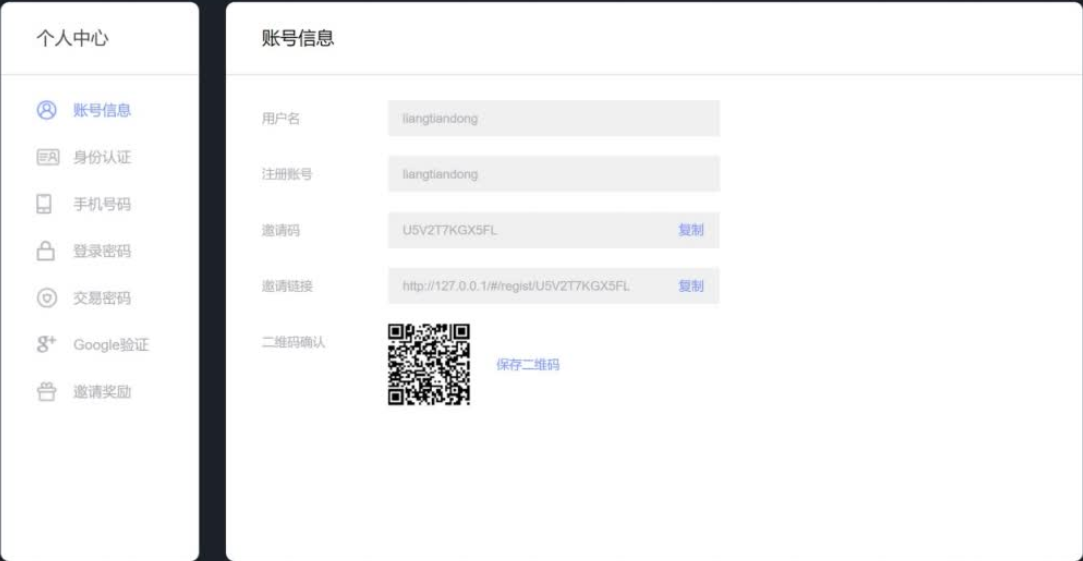 个人中心
账号信息
身份认证
手机号码
登录密码
交易密码
Google验证
邀请奖励
账号信息
用户名 liangtiandong
注册账号 liangtiandong
邀请码 U5V2T7KGX5FL 复制
邀请链接 http://127.0.0.1/#/regist/U5V2T7KGX5FL 复制
二维码确认
保存二维码